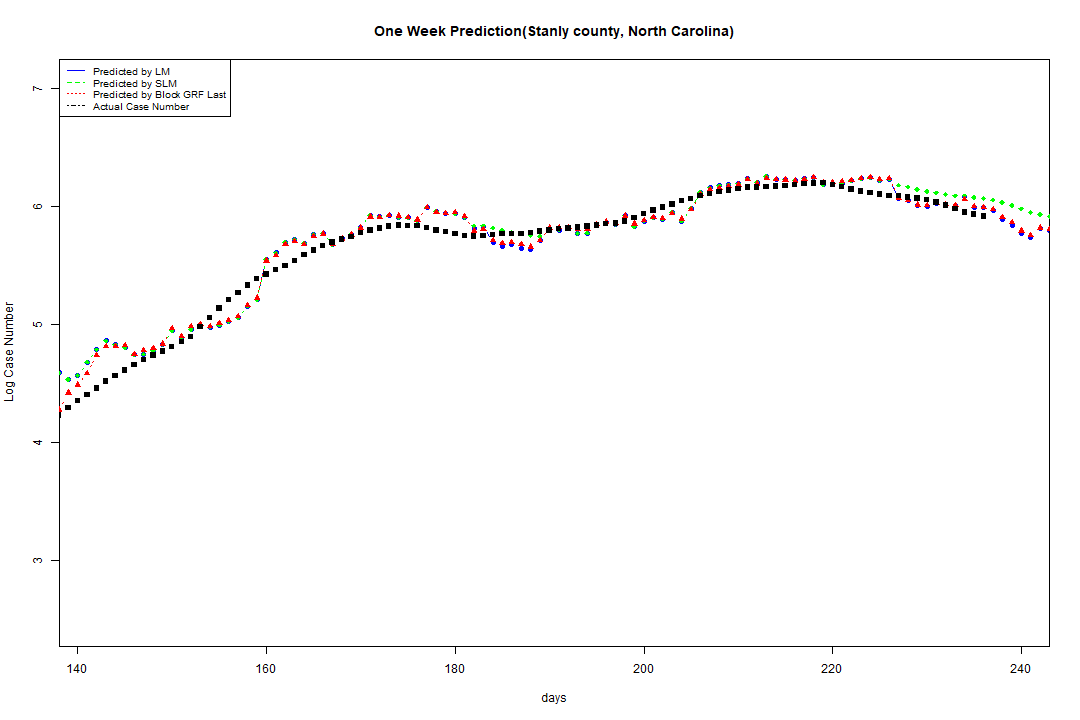 One Week Prediction(Stanly county, North Carolina)
Predicted by LM
Predicted by SLM
Predicted by Block GRF Last
Actual Case Number
7
6
5
4
3
Log Case Number
140 160 180 200 220 240
days